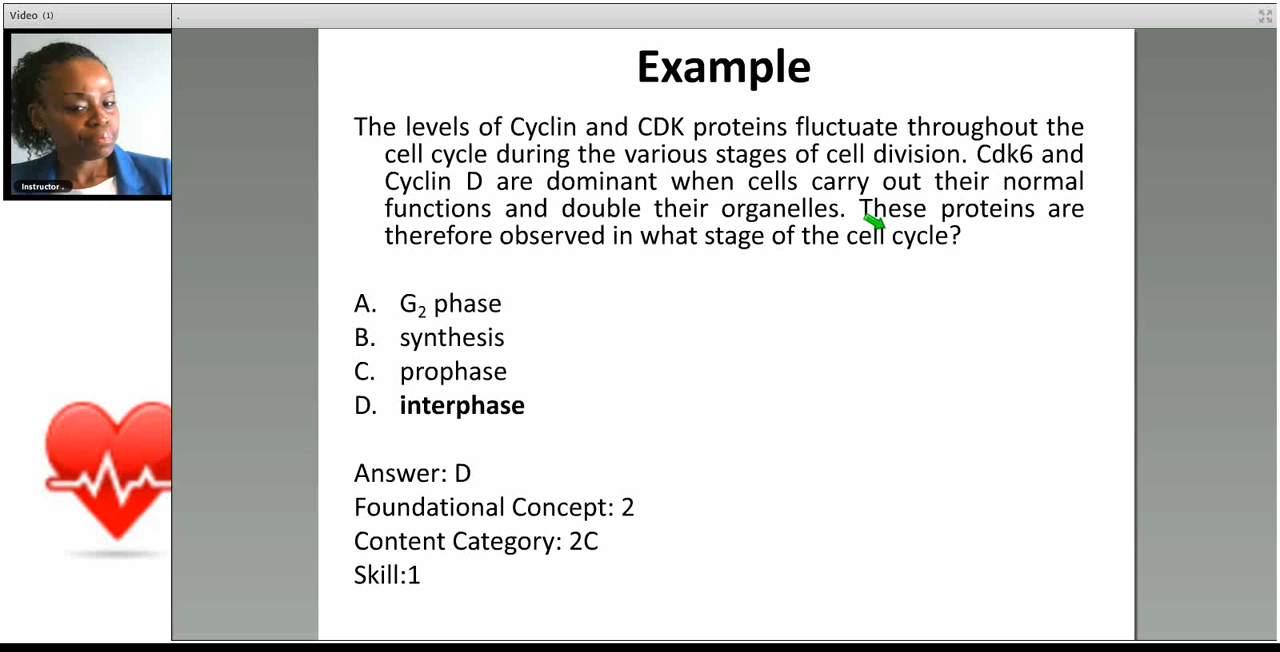 Video (1)
.
Instructor .
Example
The levels of Cyclin and CDK proteins fluctuate throughout the
cell cycle during the various stages of cell division. Cdk6 and
Cyclin D are dominant when cells carry out their normal
functions and double their organelles. These proteins are
therefore observed in what stage of the cell cycle?
A. G₂ phase
B. synthesis
C. prophase
D. interphase
Answer: D
Foundational Concept: 2
Content Category: 2C
Skill:1